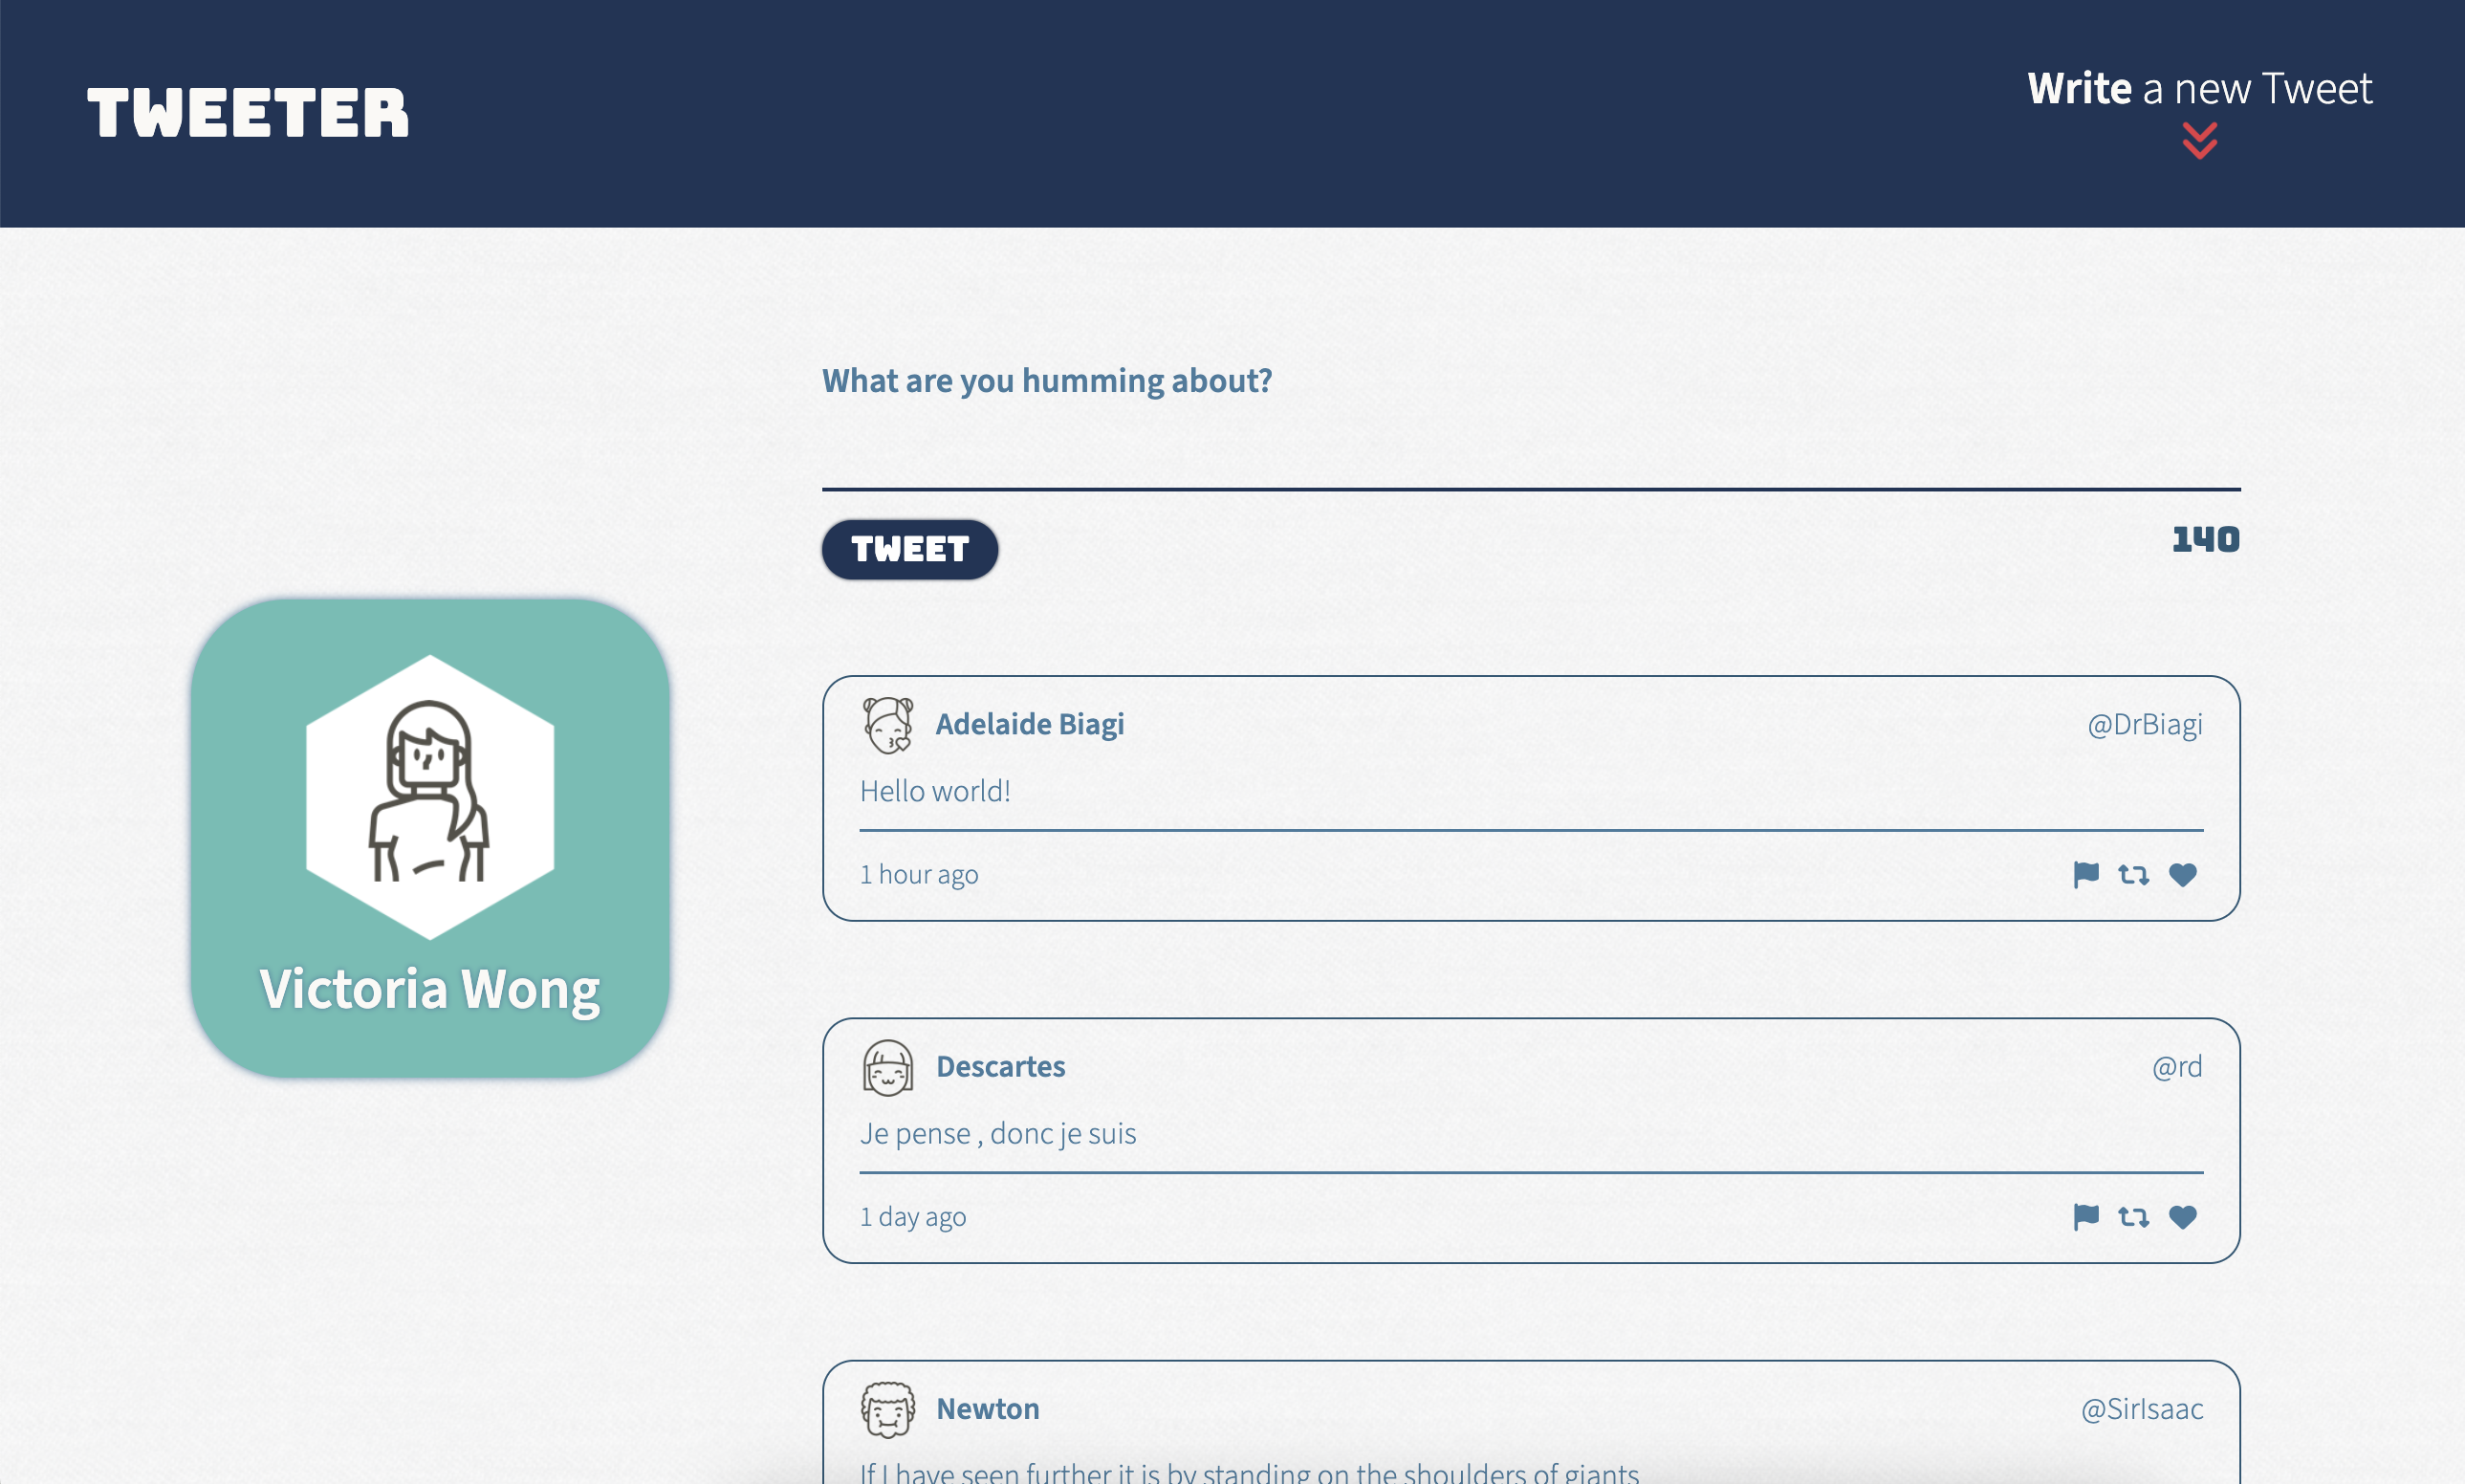 TWEETER
Write a new Tweet
What are you humming about?
TWEET
140
Victoria Wong
Adelaide Biagi
@DrBiagi
Hello world!
1 hour ago
Descartes
@rd
Je pense , donc je suis
1 day ago
Newton
@SirIsaac
If I have seen further it is by standing on the shoulders of giants